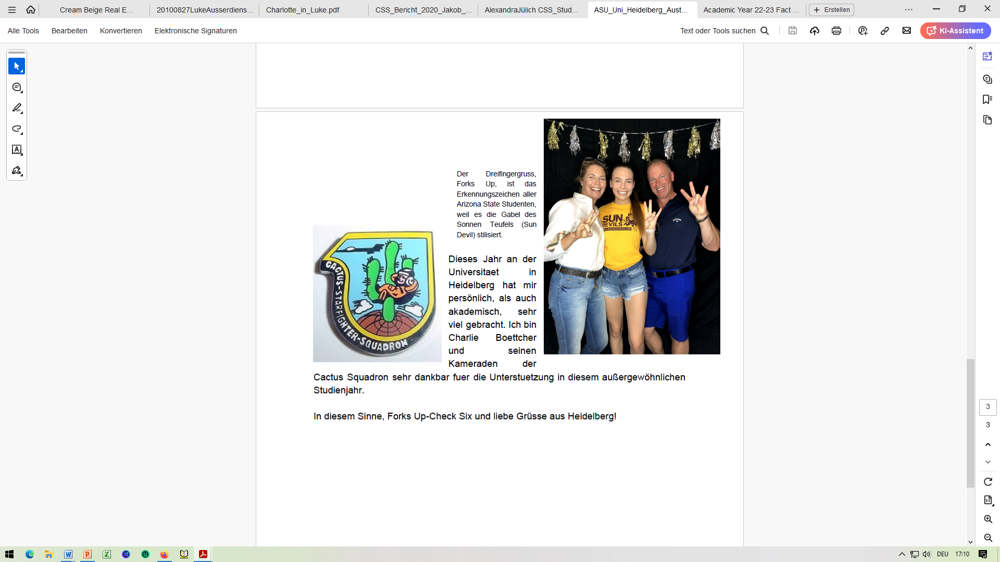 Cream Beige Real E...
20100827LukeAusserdiens...
Charlotte_in_Luke.pdf
CSS_Bericht_2020_Jakob_...
AlexandraJülich CSS_Stud...
ASU_Uni_Heidelberg_Aust...
Academic Year 22-23 Fact ...
Erstellen
Alle Tools
Bearbeiten
Konvertieren
Elektronische Signaturen
Text oder Tools suchen
KI-Assistent
Der Dreifingergruss,
Forks Up, ist das
Erkennungszeichen aller
Arizona State Studenten,
weil es die Gabel des
Sonnen Teufels (Sun
Devil) stilisiert.
SUN
DEVILS
CACTUS-STARFIGHTER-SQUADRON
Dieses Jahr an der
Universitaet in
Heidelberg hat mir
persönlich, als auch
akademisch, sehr
viel gebracht. Ich bin
Charlie Boettcher
und seinen
Kameraden der
Cactus Squadron sehr dankbar fuer die Unterstuetzung in diesem außergewöhnlichen
Studienjahr.
In diesem Sinne, Forks Up-Check Six und liebe Grüsse aus Heidelberg!
3
3
DEU
17:10